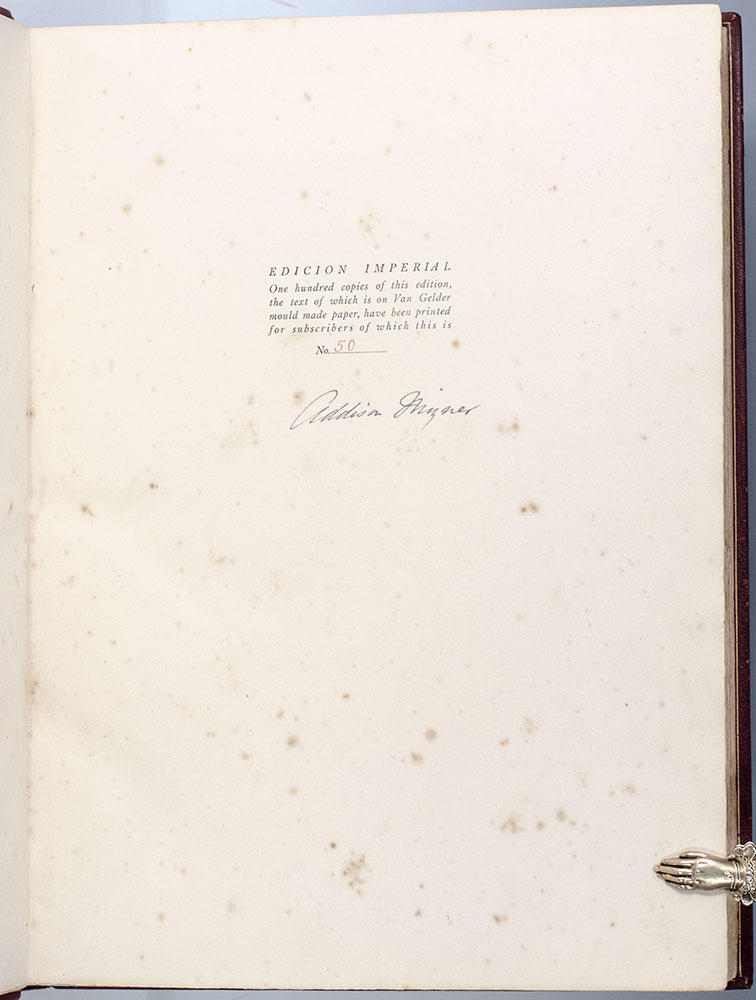 EDICION IMPERIAL
One hundred copies of this edition,
the text of which is on Van Gelder
mould made paper, have been printed
for subscribers of which this is
No. 50
Addison Mizner